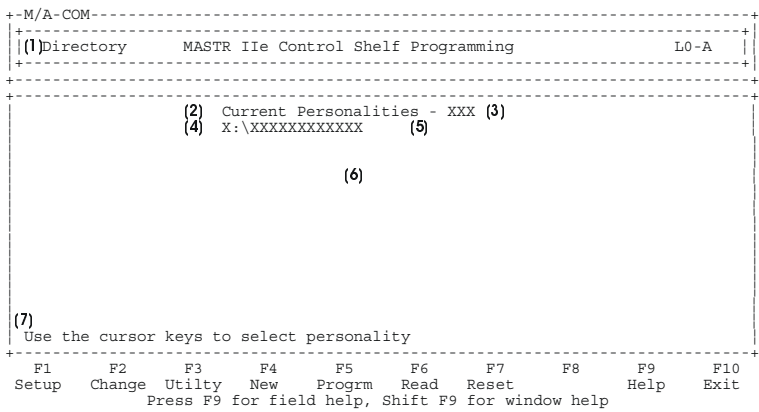 M/A-COM
(1) Directory MASTR IIe Control Shelf Programming L0-A
(2) Current Personalities - XXX (3)
(4) X:\XXXXXXXXXXXX (5)
(6)
(7)
Use the cursor keys to select personality
F1 F2 F3 F4 F5 F6 F7 F8 F9 F10
Setup Change Utilty New Progrm Read Reset Help Exit
Press F9 for field help, Shift F9 for window help